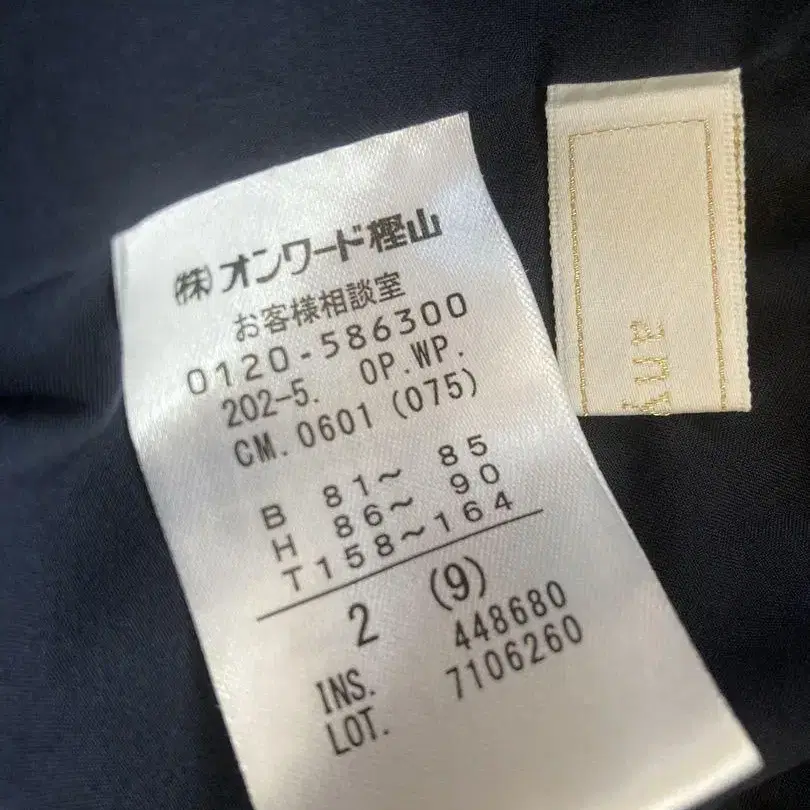 ㈱オンワード樫山
お客様相談室
0120-586300
202-5. OP.WP.
CM.0601(075)
B 81～ 85
H 86～ 90
T158～164
2 (9)
INS. 448680
LOT. 7106260